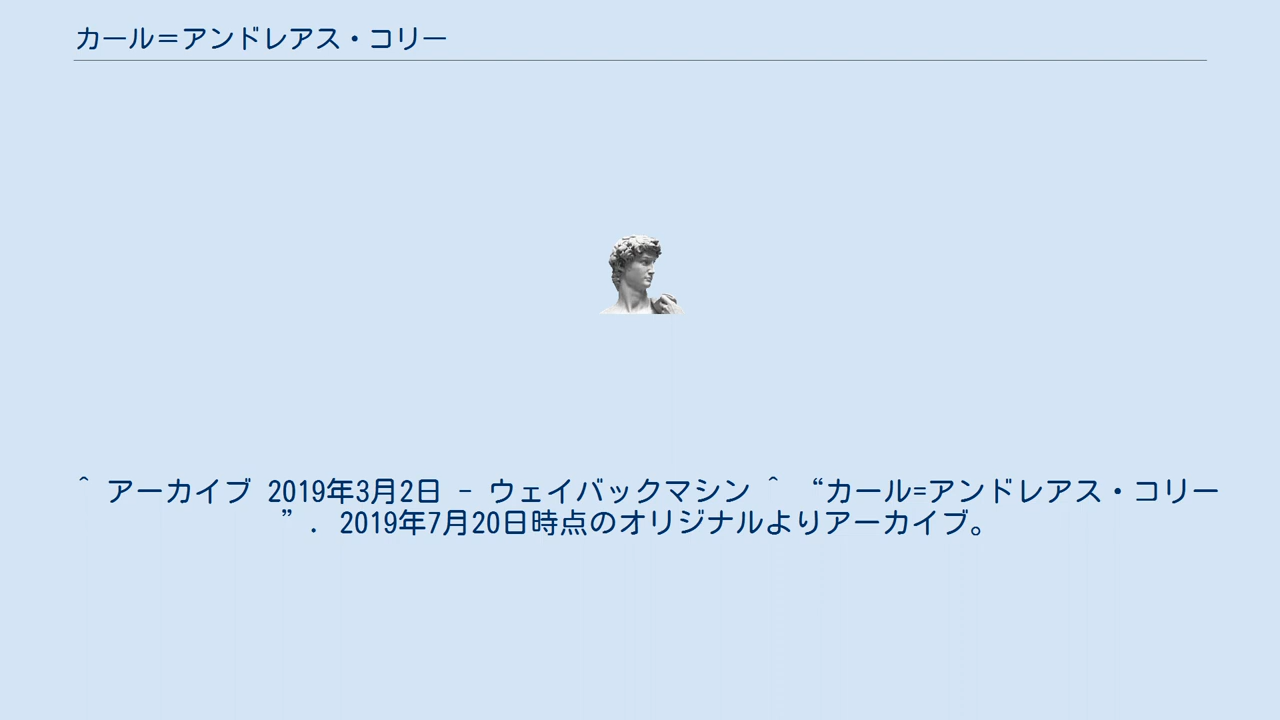 カール＝アンドレアス・コリー
^ アーカイブ 2019年3月2日 - ウェイバックマシン ^ “カール=アンドレアス・コリー
”. 2019年7月20日時点のオリジナルよりアーカイブ。